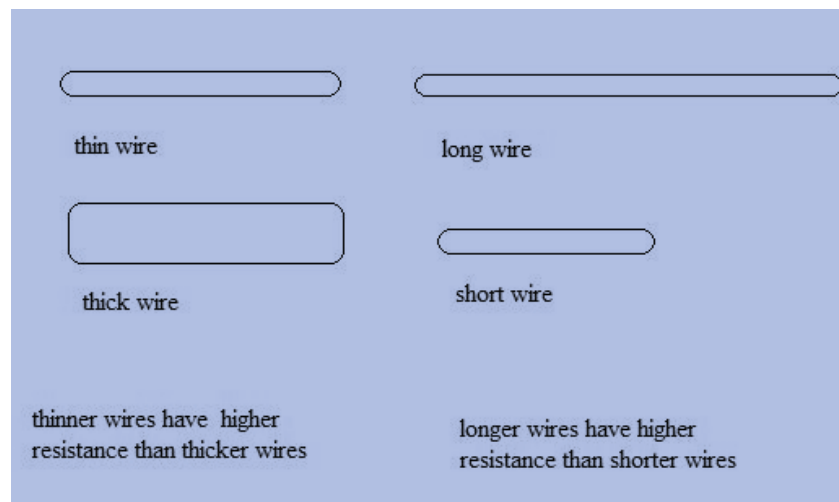 thin wire
long wire
thick wire
short wire
thinner wires have  higher
resistance than thicker wires
longer wires have higher
resistance than shorter wires